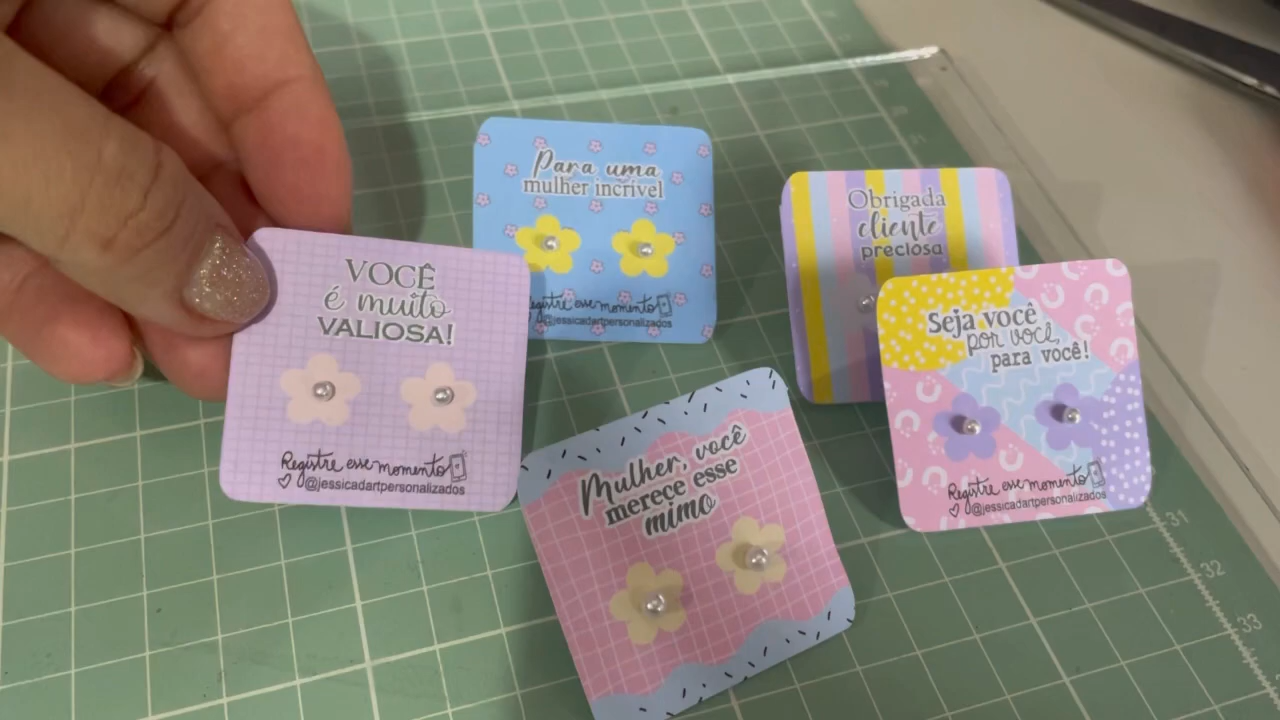 VOCÊ
é muito
VALIOSA!
Registre esse momento
@jessicadartpersonalizados
Para uma
mulher incrível
Registre esse momento
@jessicadartpersonalizados
Obrigada
cliente
preciosa
Seja você
por você,
para você!
Registre esse momento
@jessicadartpersonalizados
Mulher, você
merece esse
mimo
31
32
33